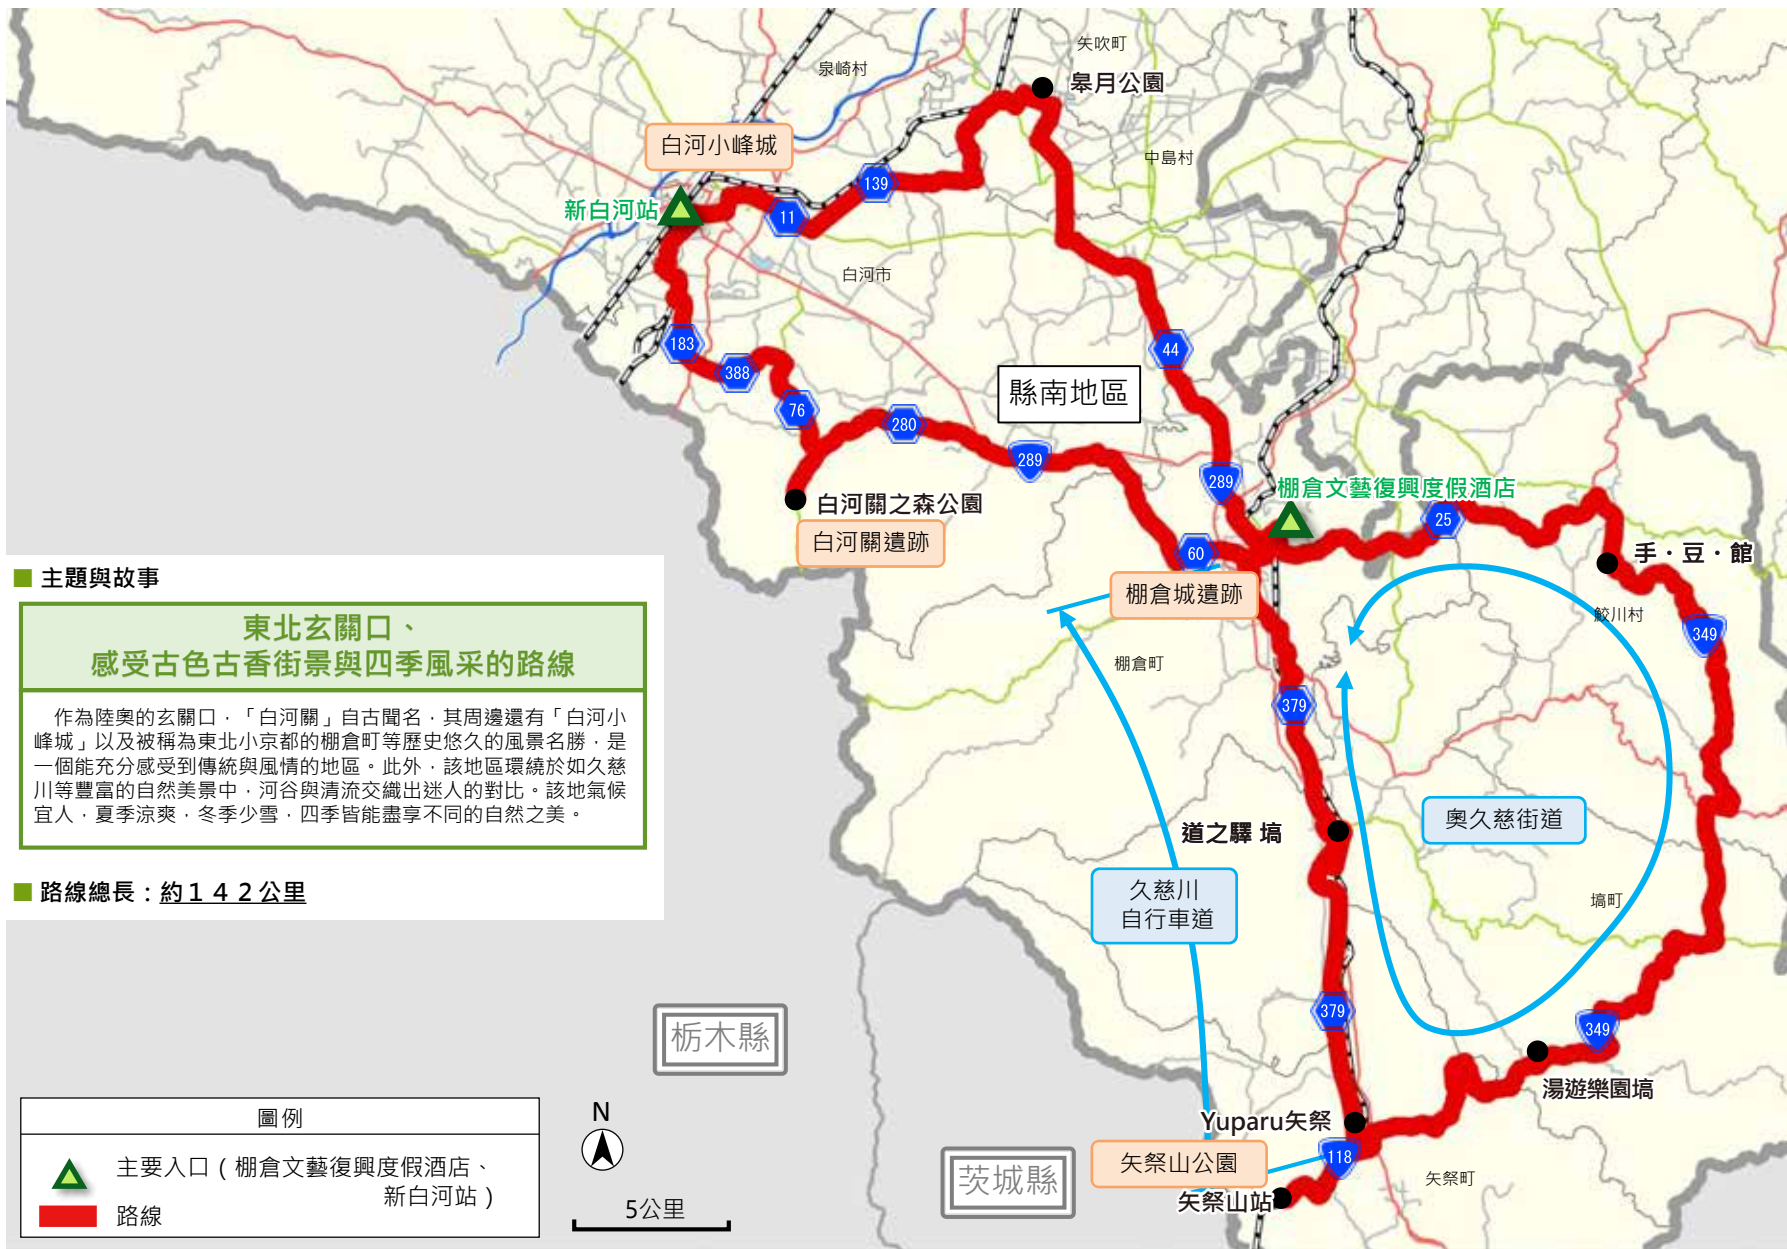 矢吹町
泉崎村
皋月公園
白河小峰城
中島村
139
新白河站
11
白河市
183
44
388
縣南地區
76
280
289
289
棚倉文藝復興度假酒店
白河關之森公園
25
白河關遺跡
60
手・豆・館
棚倉城遺跡
鮫川村
349
棚倉町
379
道之驛 塙
奧久慈街道
久慈川
自行車道
塙町
379
349
栃木縣
湯遊樂園塙
Yuparu矢祭
矢祭山公園
118
茨城縣
矢祭町
矢祭山站
■ 主題與故事
東北玄關口、
感受古色古香街景與四季風采的路線
作為陸奧的玄關口，「白河關」自古聞名，其周邊還有「白河小
峰城」以及被稱為東北小京都的棚倉町等歷史悠久的風景名勝，是
一個能充分感受到傳統與風情的地區。此外，該地區環繞於如久慈
川等豐富的自然美景中，河谷與清流交織出迷人的對比。該地氣候
宜人，夏季涼爽，冬季少雪，四季皆能盡享不同的自然之美。
■ 路線總長：約１４２公里
圖例
主要入口（棚倉文藝復興度假酒店、
新白河站）
路線
N
5公里